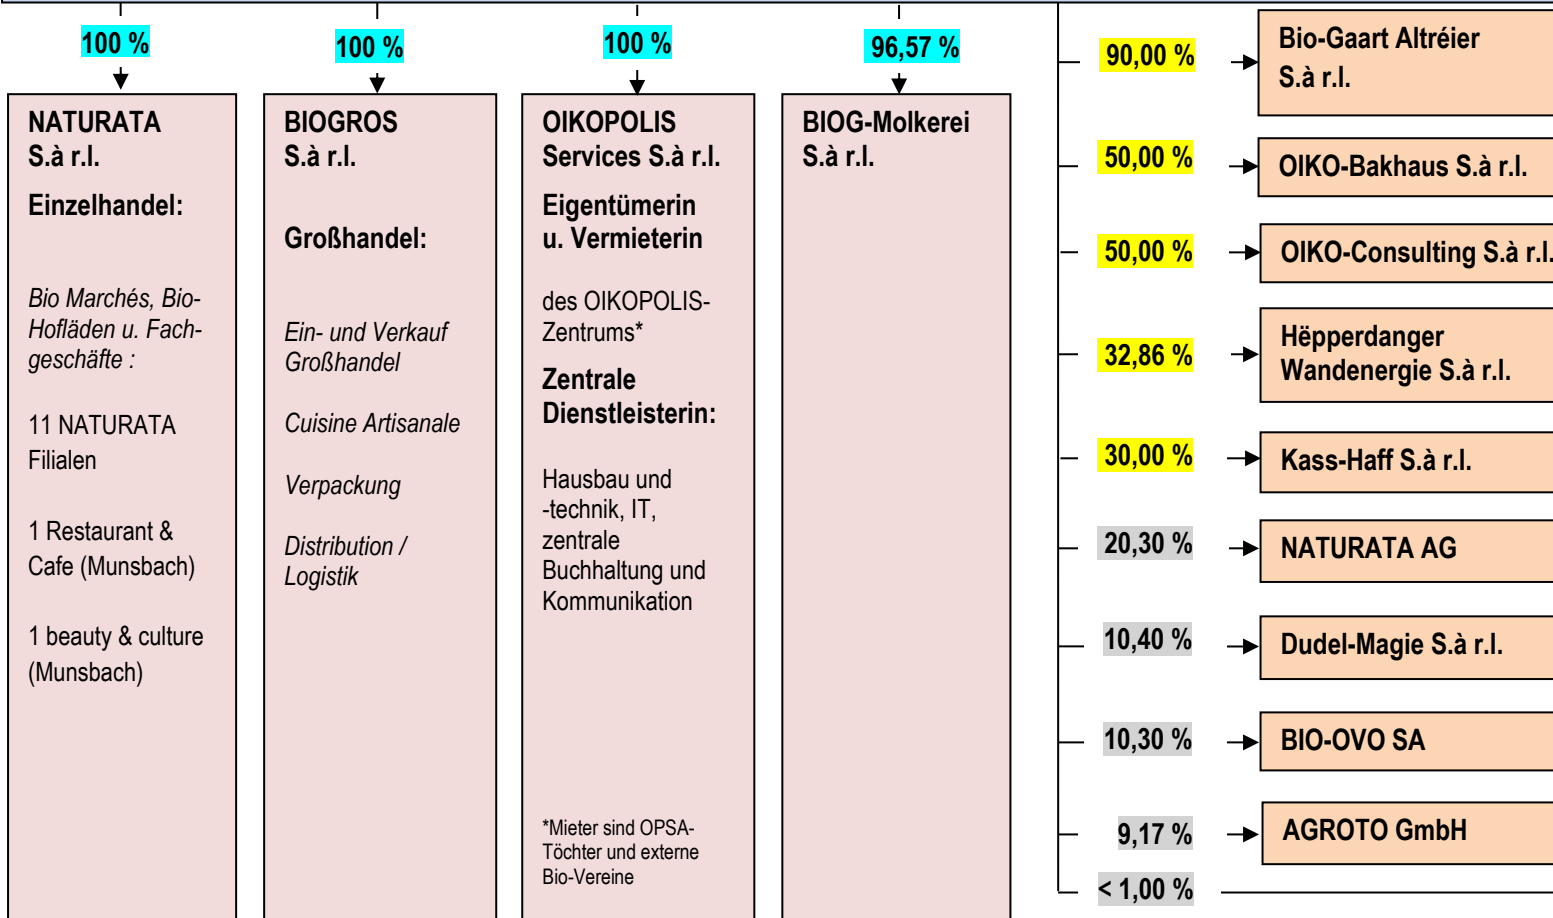 100 %
NATURATA
S.à r.l.
Einzelhandel:
Bio Marchés, Bio-
Hofläden u. Fach-
geschäfte :
11 NATURATA
Filialen
1 Restaurant &
Cafe (Munsbach)
1 beauty & culture
(Munsbach)
100 %
BIOGROS
S.à r.l.
Großhandel:
Ein- und Verkauf
Großhandel
Cuisine Artisanale
Verpackung
Distribution /
Logistik
100 %
OIKOPOLIS
Services S.à r.l.
Eigentümerin
u. Vermieterin
des OIKOPOLIS-
Zentrums*
Zentrale
Dienstleisterin:
Hausbau und
-technik, IT,
zentrale
Buchhaltung und
Kommunikation
*Mieter sind OPSA-
Töchter und externe
Bio-Vereine
96,57 %
BIOG-Molkerei
S.à r.l.
90,00 %
Bio-Gaart Altréier
S.à r.l.
50,00 %
OIKO-Bakhaus S.à r.l.
50,00 %
OIKO-Consulting S.à r.l.
32,86 %
Hëpperdanger
Wandenergie S.à r.l.
30,00 %
Kass-Haff S.à r.l.
20,30 %
NATURATA AG
10,40 %
Dudel-Magie S.à r.l.
10,30 %
BIO-OVO SA
9,17 %
AGROTO GmbH
< 1,00 %